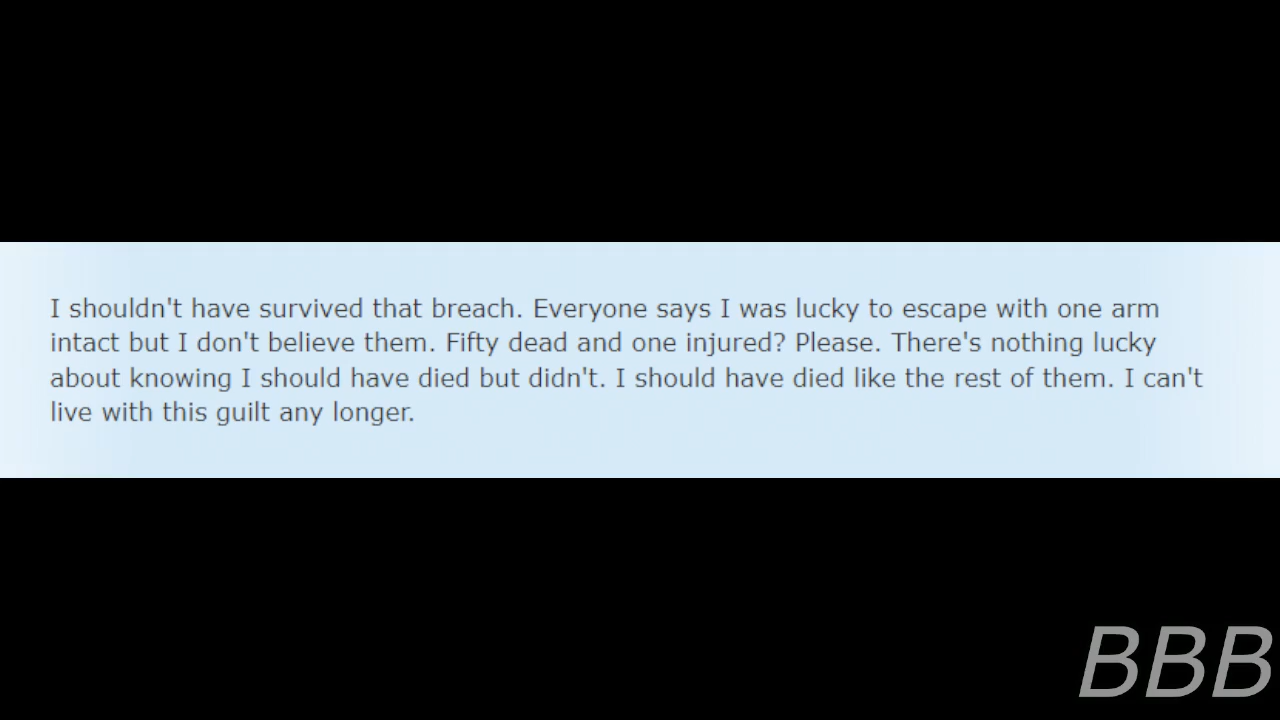 I shouldn't have survived that breach. Everyone says I was lucky to escape with one arm
intact but I don't believe them. Fifty dead and one injured? Please. There's nothing lucky
about knowing I should have died but didn't. I should have died like the rest of them. I can't
live with this guilt any longer.
BBB